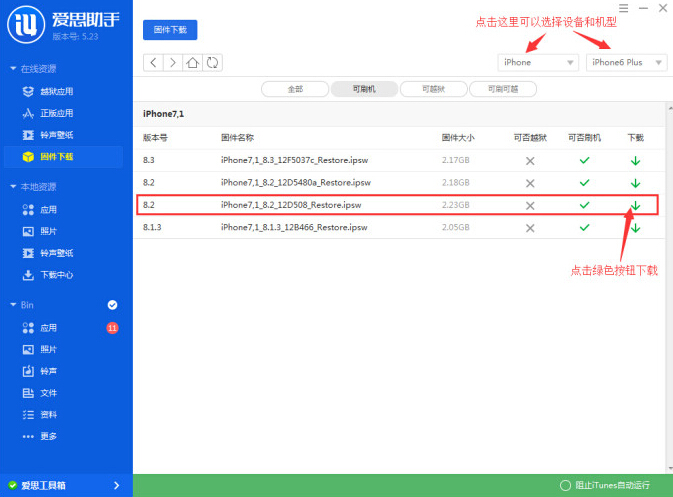 爱思助手
版本号: 5.23
在线资源
越狱应用
正版应用
铃声壁纸
固件下载
本地资源
应用
照片
铃声壁纸
下载中心
Bin
应用
11
照片
铃声
文件
资料
更多
爱思工具箱
固件下载
点击这里可以选择设备和机型
iPhone
iPhone6 Plus
全部
可刷机
可越狱
可刷可越
iPhone7,1
版本号 固件名称 固件大小 可否越狱 可否刷机 下载
8.3 iPhone7,1_8.3_12F5037c_Restore.ipsw 2.17GB
8.2 iPhone7,1_8.2_12D5480a_Restore.ipsw 2.18GB
8.2 iPhone7,1_8.2_12D508_Restore.ipsw 2.23GB
8.1.3 iPhone7,1_8.1.3_12B466_Restore.ipsw 2.05GB
点击绿色按钮下载
阻止iTunes自动运行